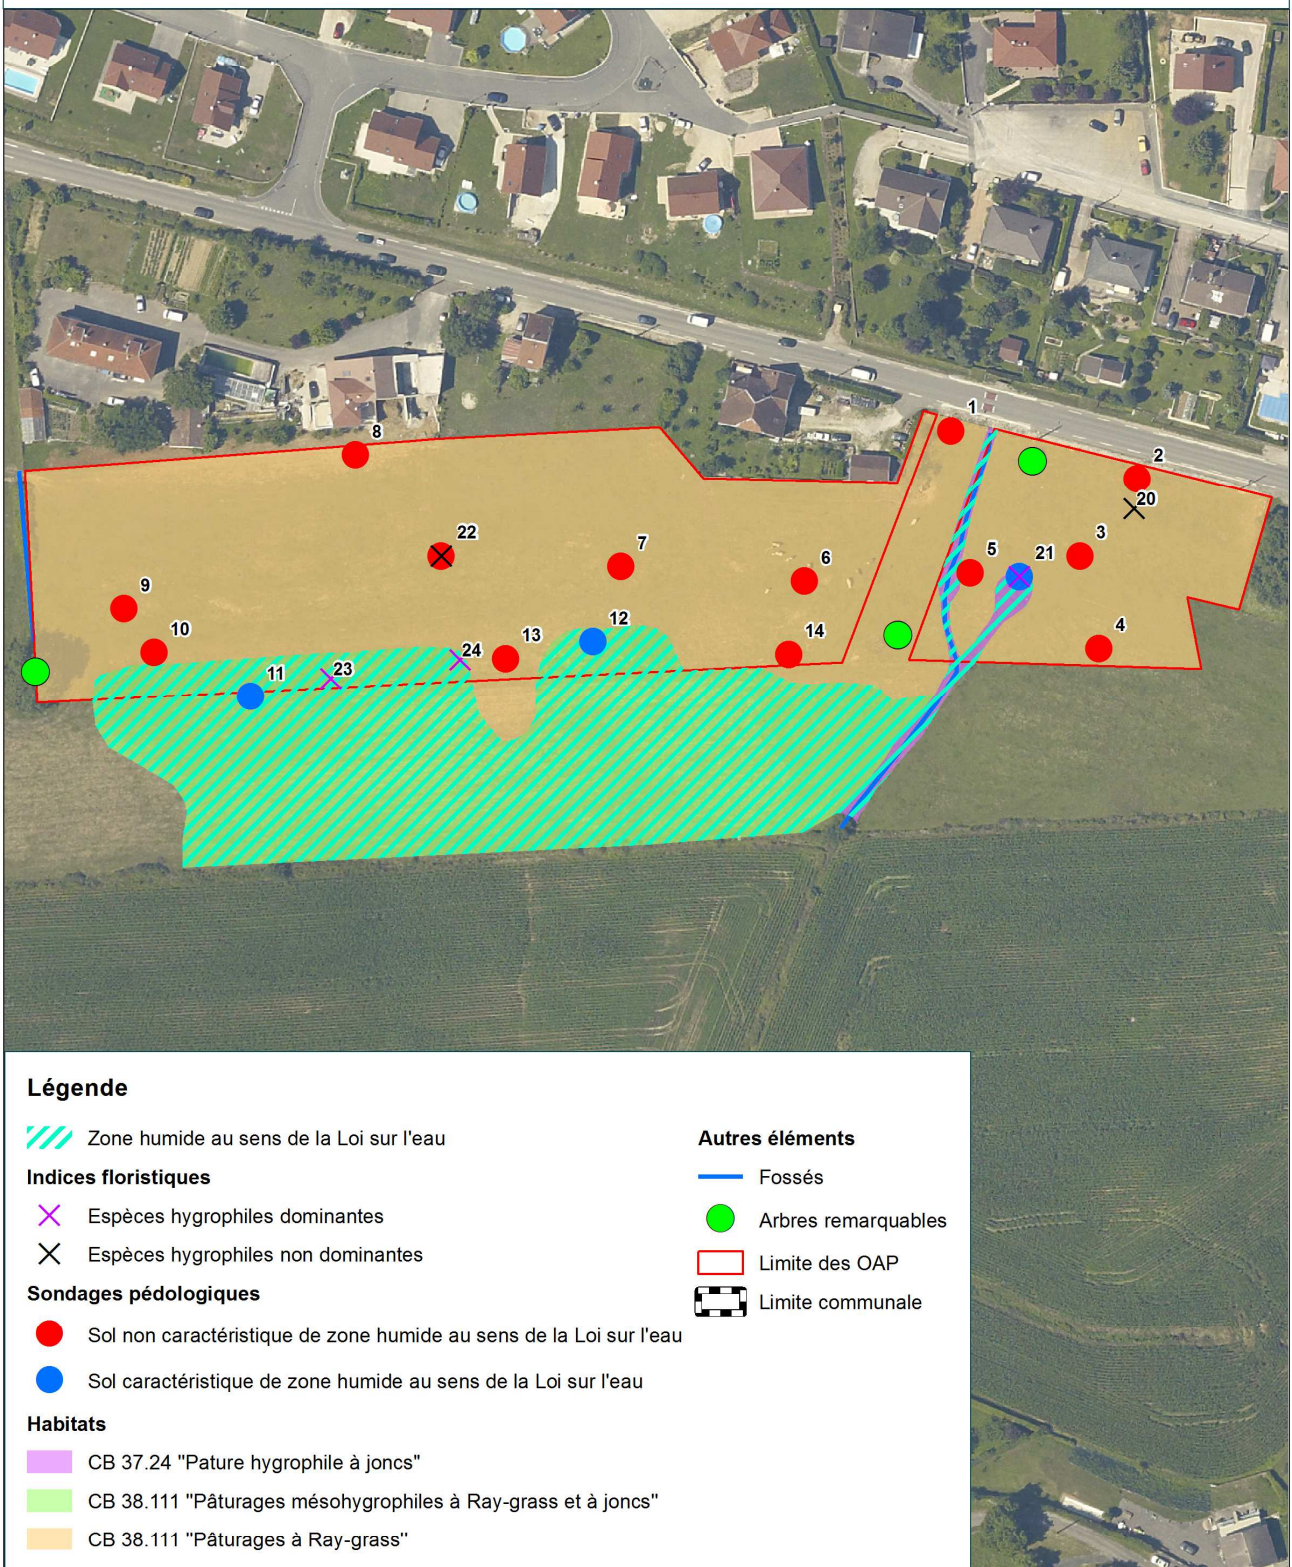 1
2
8
20
22
3
7
5
21
6
9
12
4
10
24
13
14
23
11
Légende
Zone humide au sens de la Loi sur l'eau
Indices floristiques
Espèces hygrophiles dominantes
Espèces hygrophiles non dominantes
Sondages pédologiques
Sol non caractéristique de zone humide au sens de la Loi sur l'eau
Sol caractéristique de zone humide au sens de la Loi sur l'eau
Habitats
CB 37.24 "Pature hygrophile à joncs"
CB 38.111 "Pâturages mésohygrophiles à Ray-grass et à joncs"
CB 38.111 "Pâturages à Ray-grass"
Autres éléments
Fossés
Arbres remarquables
Limite des OAP
Limite communale